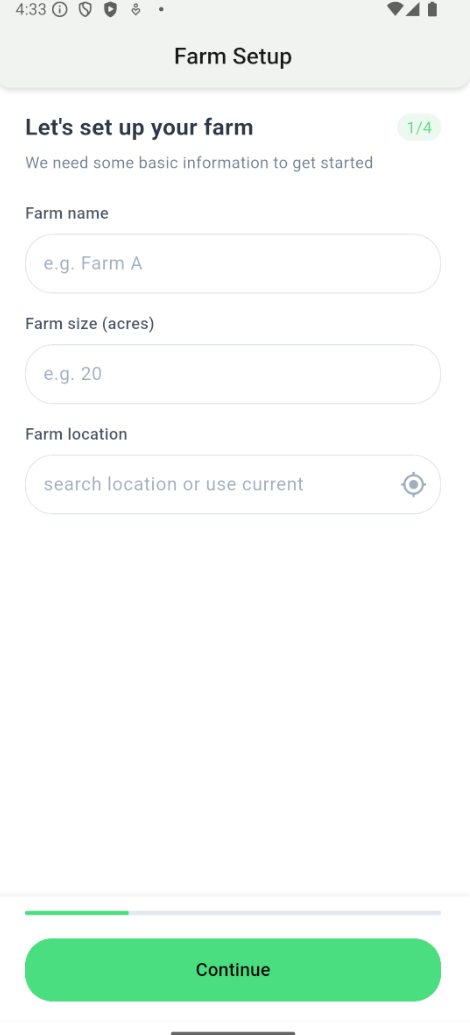 4:33
Farm Setup
Let's set up your farm
1/4
We need some basic information to get started
Farm name
e.g. Farm A
Farm size (acres)
e.g. 20
Farm location
search location or use current
Continue